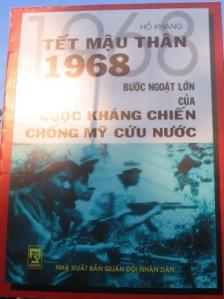 1968
HỒ KHANG
TẾT MẬU THÂN
1968
BƯỚC NGOẶT LỚN
CỦA
CUỘC KHÁNG CHIẾN
CHỐNG MỸ CỨU NƯỚC
NHÀ XUẤT BẢN QUÂN ĐỘI NHÂN DÂN